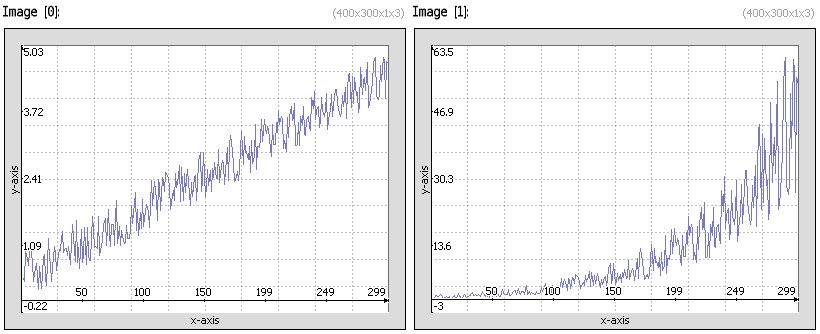 Image [0]:
(400x300x1x3)
5.03
3.72
2.41
1.09
-0.22
50
100
150
199
249
299
y-axis
x-axis
Image [1]:
(400x300x1x3)
63.5
46.9
30.3
13.6
-3
50
100
150
199
249
299
y-axis
x-axis